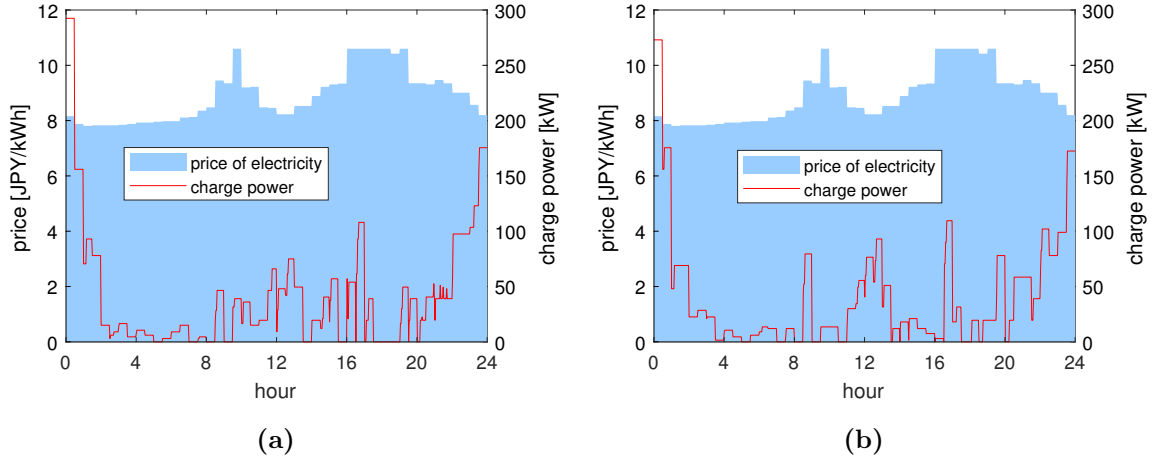 12
10
8
6
4
2
0
price [JPY/kWh]
300
250
200
150
100
50
0
charge power [kW]
price of electricity
charge power
0 4 8 12 16 20 24
hour
(a)
12
10
8
6
4
2
0
price [JPY/kWh]
300
250
200
150
100
50
0
charge power [kW]
price of electricity
charge power
0 4 8 12 16 20 24
hour
(b)